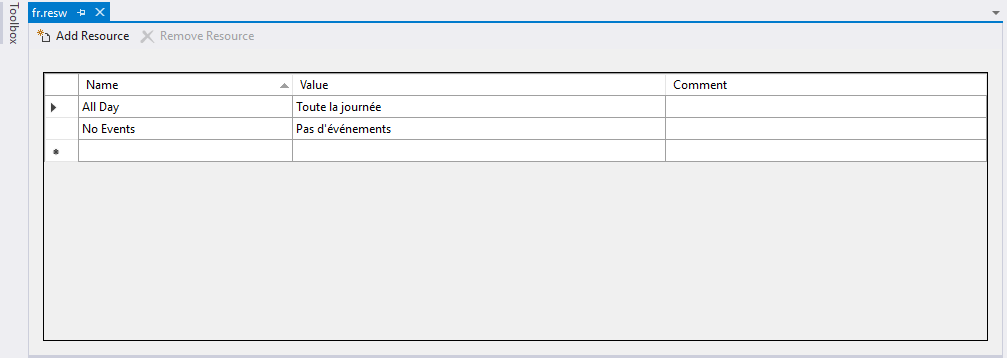 Toolbox
fr.resw
Add Resource Remove Resource
Name Value Comment
All Day Toute la journée
No Events Pas d'événements